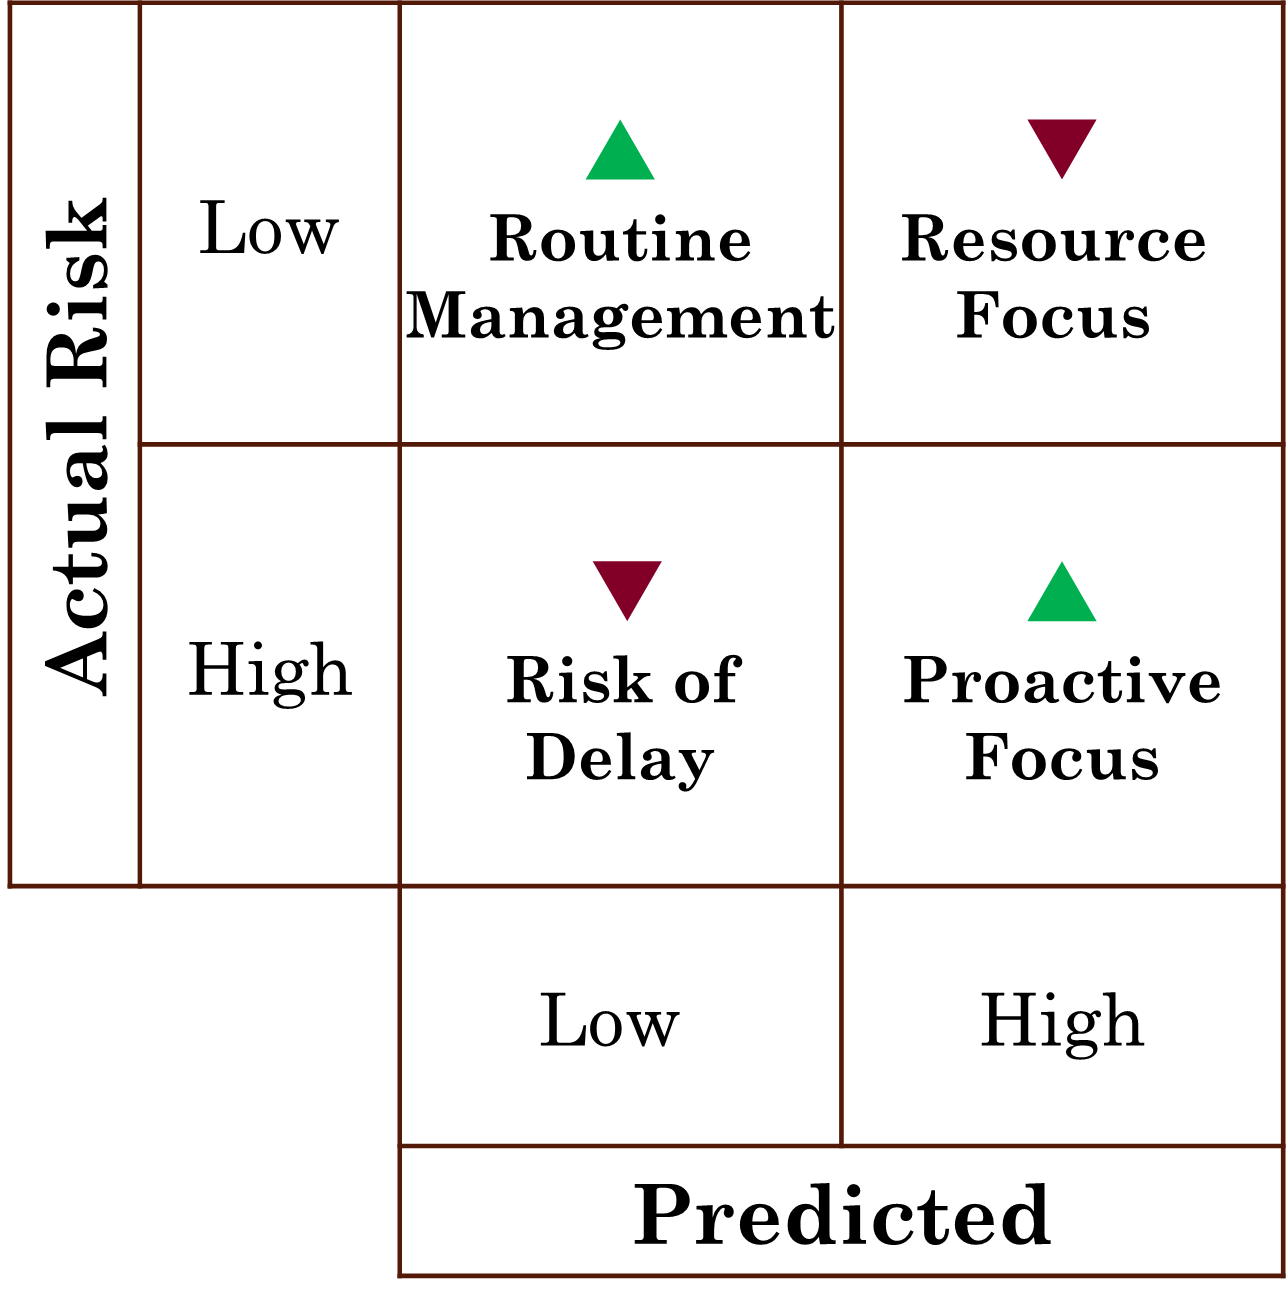 Actual Risk
Low
Routine
Management
Resource
Focus
High
Risk of
Delay
Proactive
Focus
Low
High
Predicted